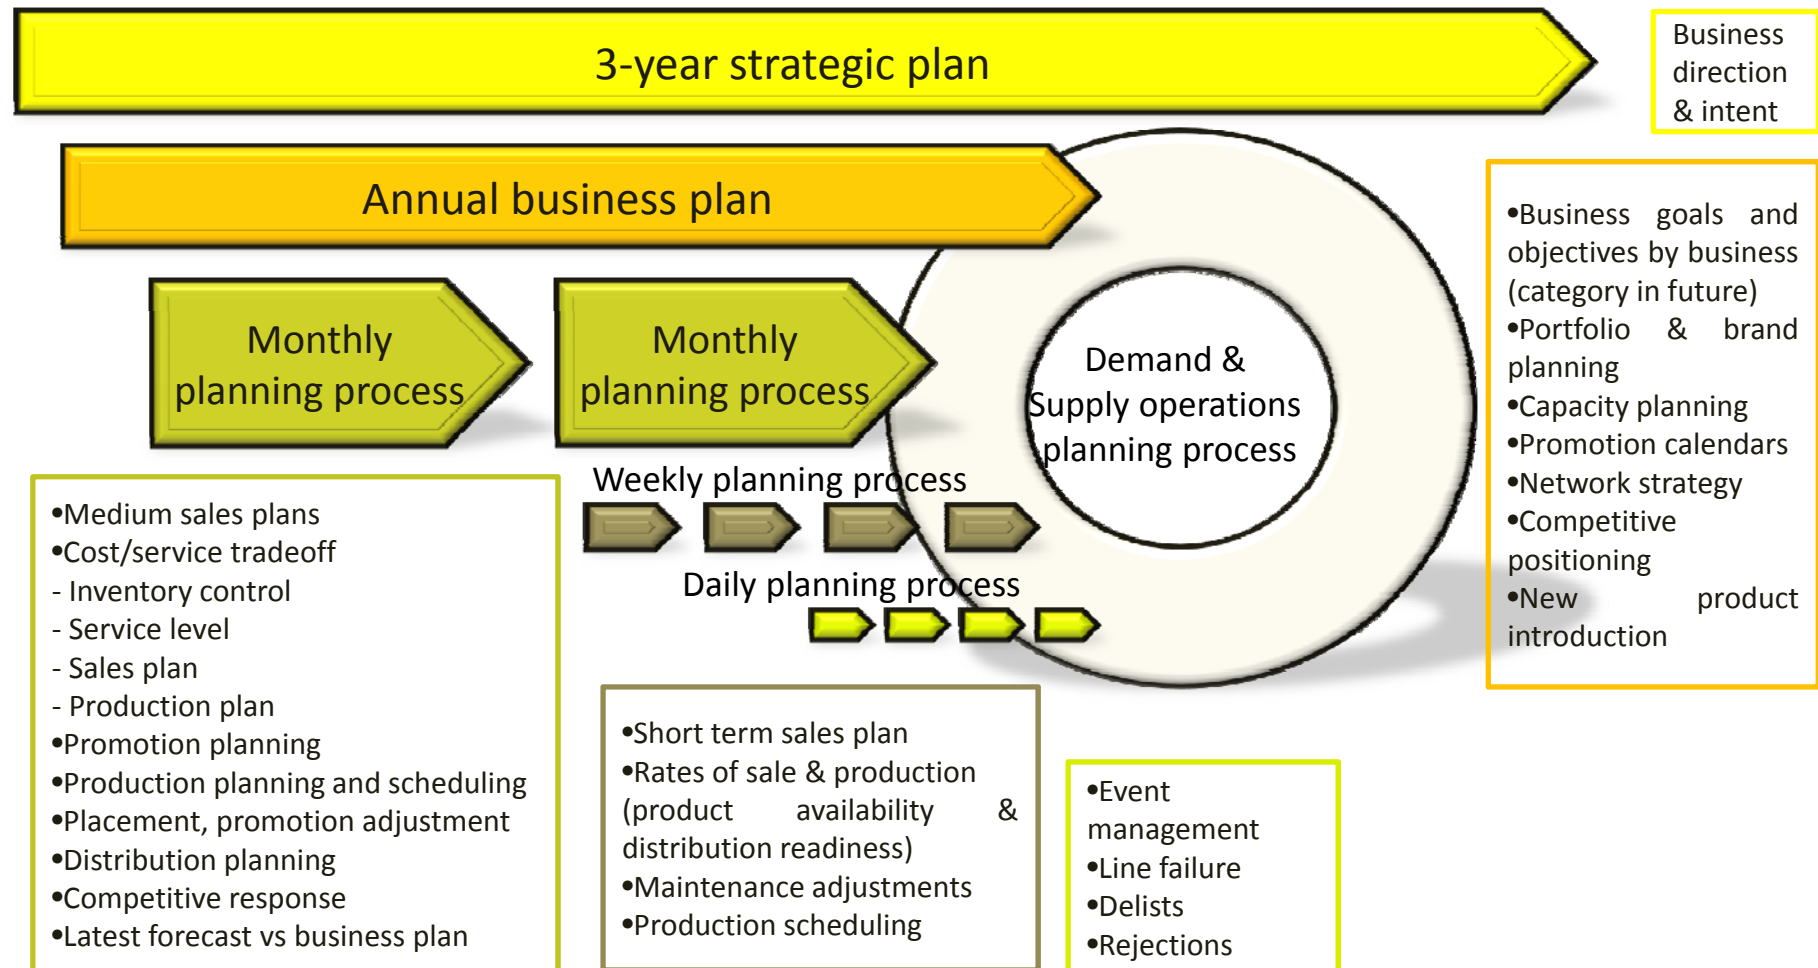 3-year strategic plan
Business
direction
& intent
Annual business plan
•Business goals and
objectives by business
(category in future)
•Portfolio & brand
planning
•Capacity planning
•Promotion calendars
•Network strategy
•Competitive
positioning
•New product
introduction
Monthly
planning process
Monthly
planning process
Demand &
Supply operations
planning process
Weekly planning process
Daily planning process
•Medium sales plans
•Cost/service tradeoff
- Inventory control
- Service level
- Sales plan
- Production plan
•Promotion planning
•Production planning and scheduling
•Placement, promotion adjustment
•Distribution planning
•Competitive response
•Latest forecast vs business plan
•Short term sales plan
•Rates of sale & production
(product availability &
distribution readiness)
•Maintenance adjustments
•Production scheduling
•Event
management
•Line failure
•Delists
•Rejections